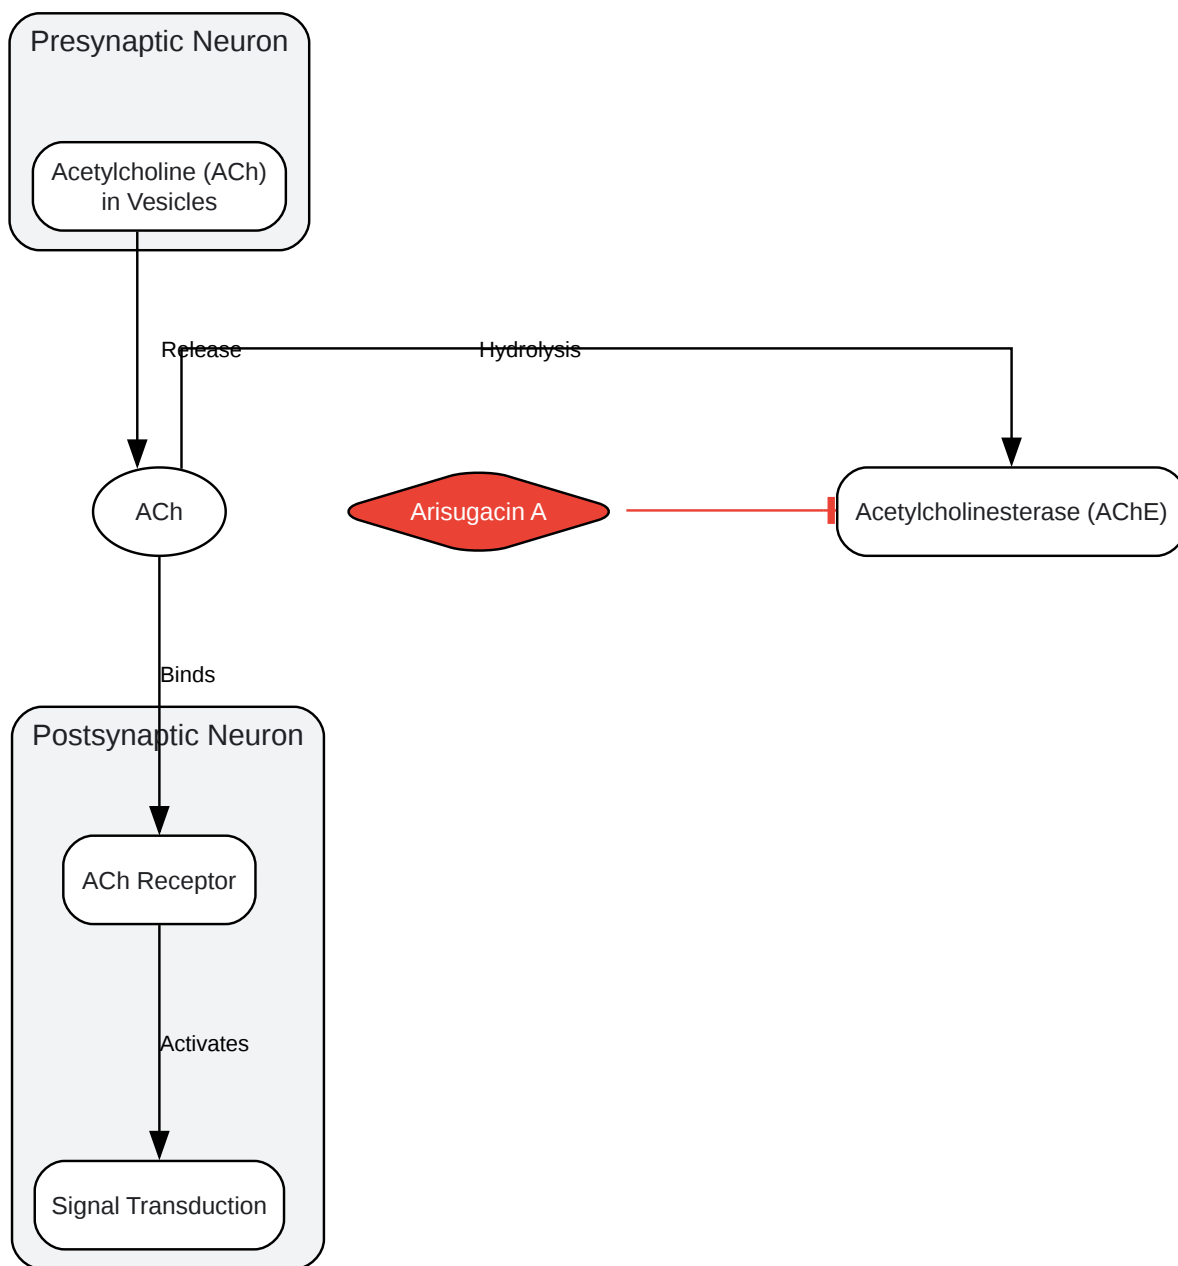 Presynaptic Neuron
Acetylcholine (ACh)
in Vesicles
Release
Hydrolysis
ACh
Arisugacin A
Acetylcholinesterase (AChE)
Binds
Postsynaptic Neuron
ACh Receptor
Activates
Signal Transduction